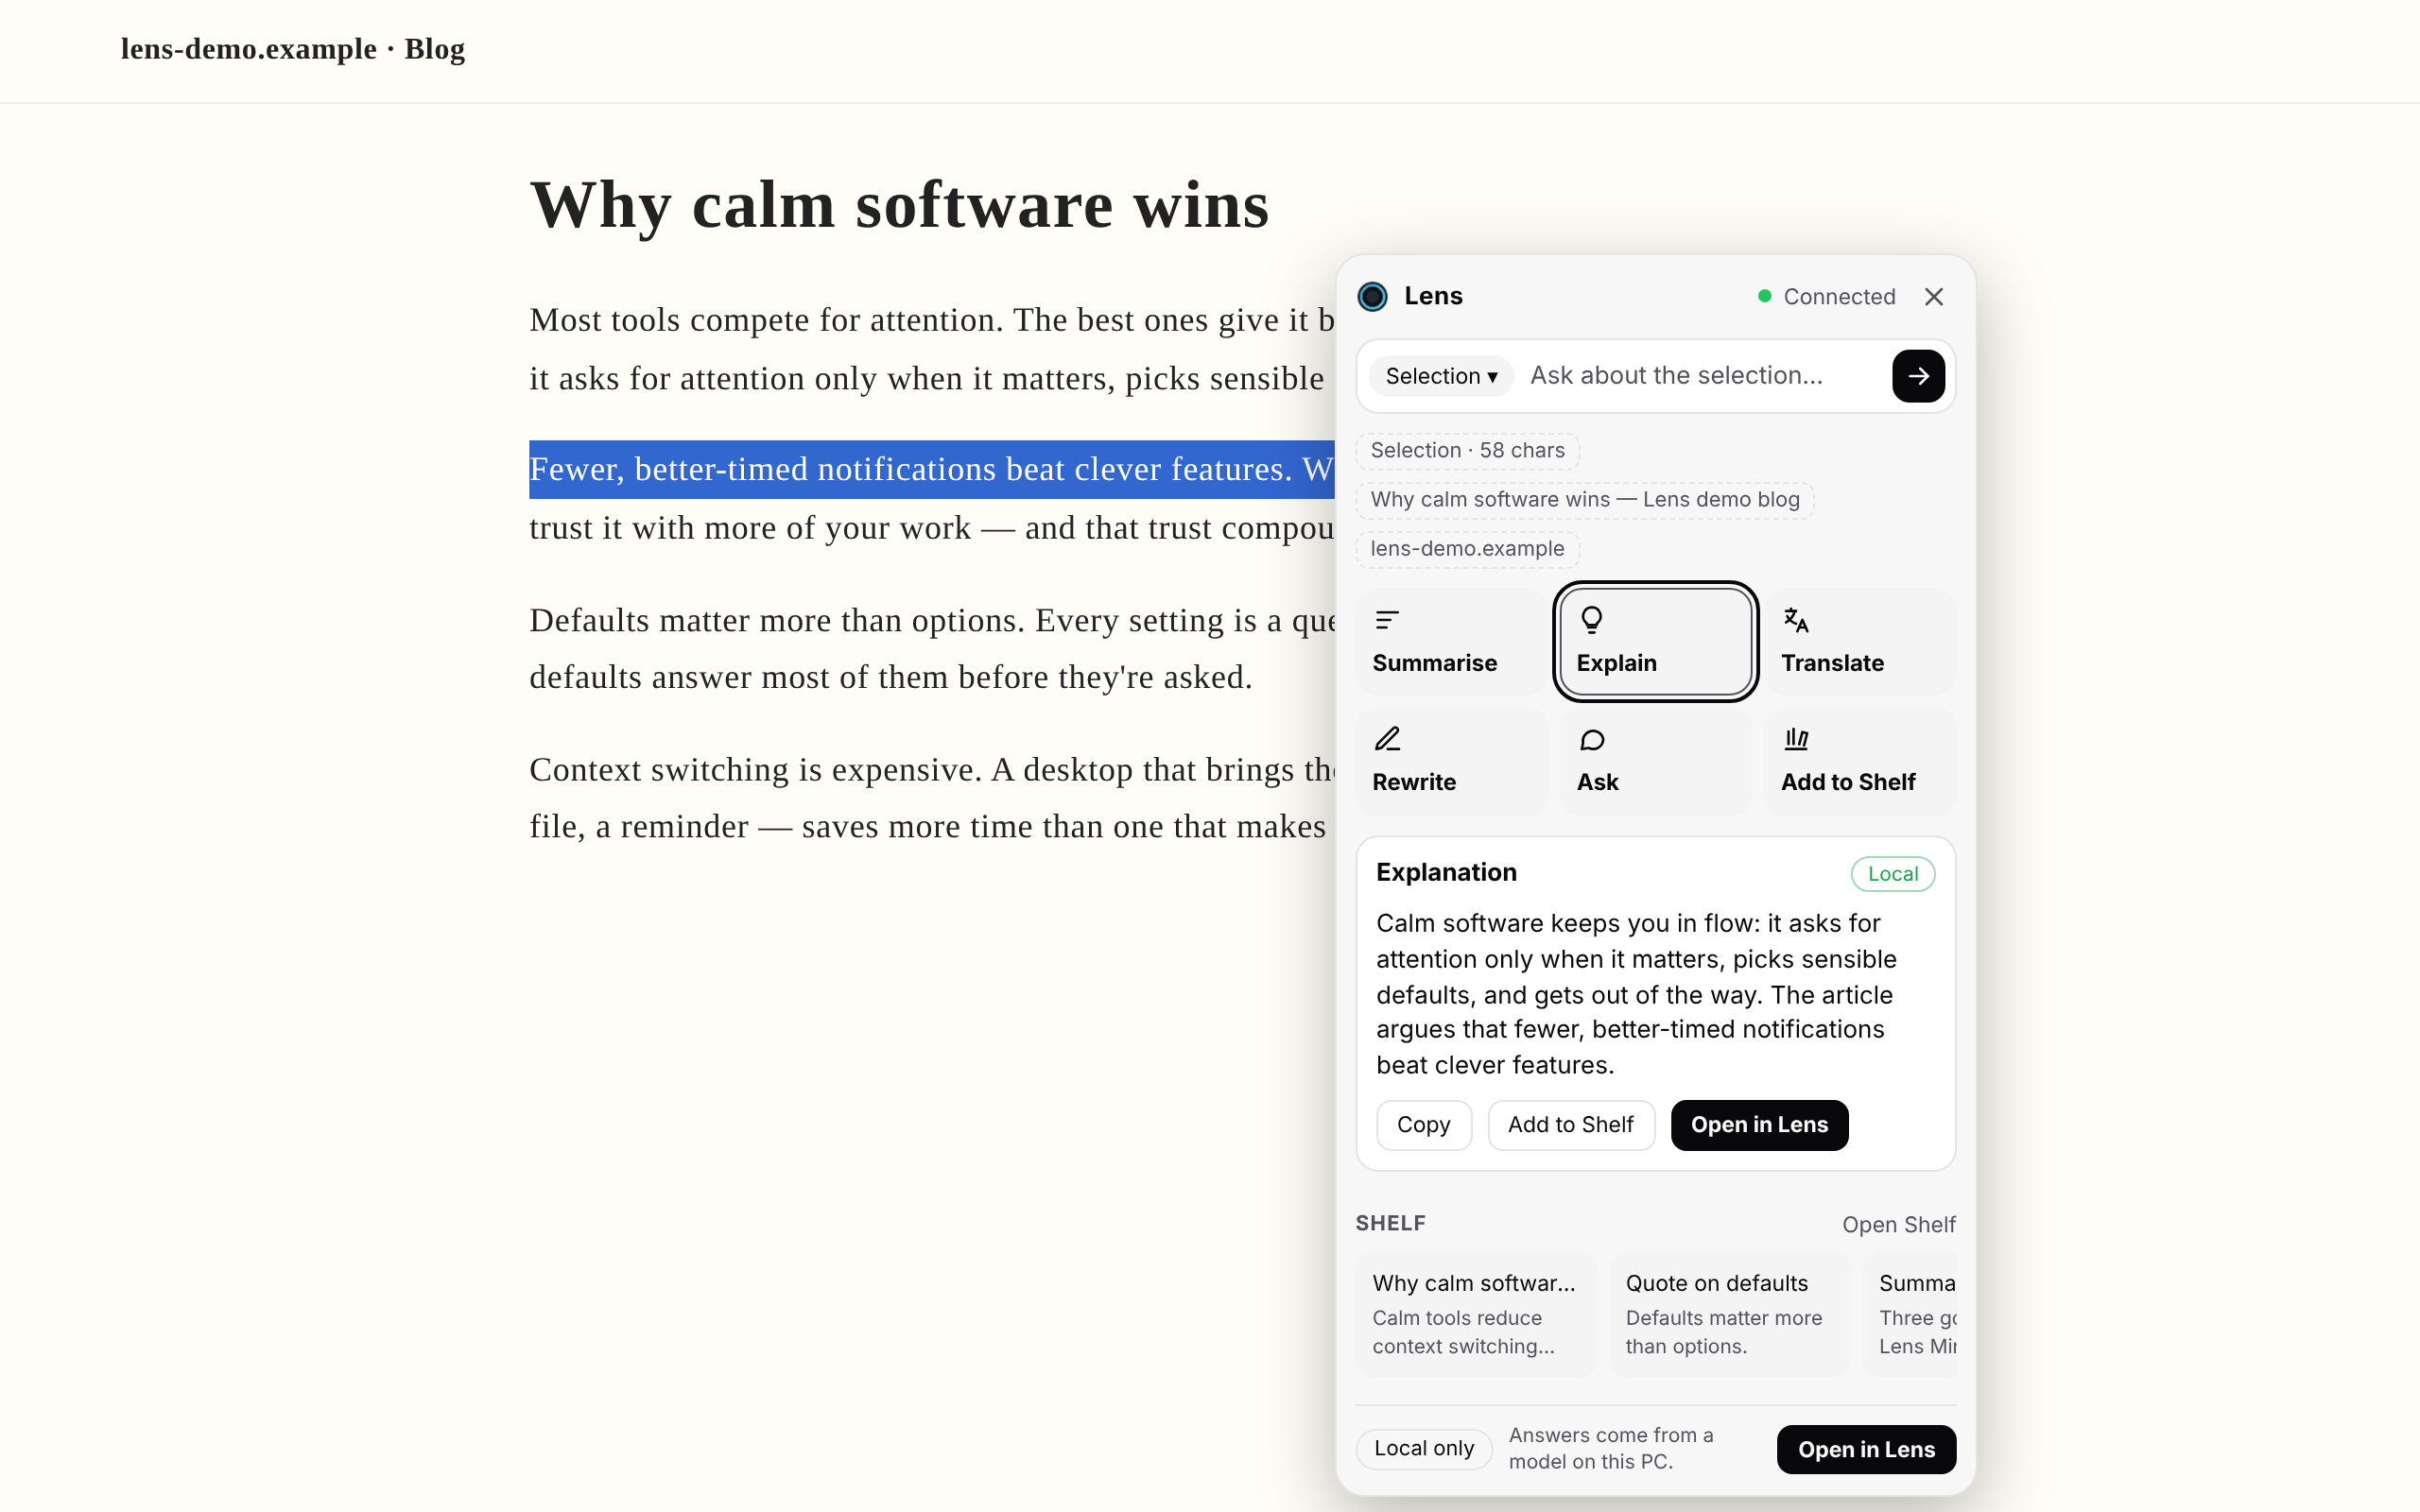 lens-demo.example · Blog
Why calm software wins
Most tools compete for attention. The best ones give it
it asks for attention only when it matters, picks sensible
Fewer, better-timed notifications beat clever features.
trust it with more of your work — and that trust
Defaults matter more than options. Every setting is a
defaults answer most of them before they're asked.
Context switching is expensive. A desktop that brings
file, a reminder — saves more time than one that makes
Lens
Connected
Selection ▾ Ask about the selection...
Selection · 58 chars
Why calm software wins — Lens demo blog
lens-demo.example
Summarise
Explain
Translate
Rewrite
Ask
Add to Shelf
Explanation
Local
Calm software keeps you in flow: it asks for
attention only when it matters, picks sensible
defaults, and gets out of the way. The article
argues that fewer, better-timed notifications
beat clever features.
Copy
Add to Shelf
Open in Lens
SHELF
Open Shelf
Why calm softwar...
Calm tools reduce
context switching...
Quote on defaults
Defaults matter more
than options.
Summa
Three
Lens
Local only
Answers come from a
model on this PC.
Open in Lens